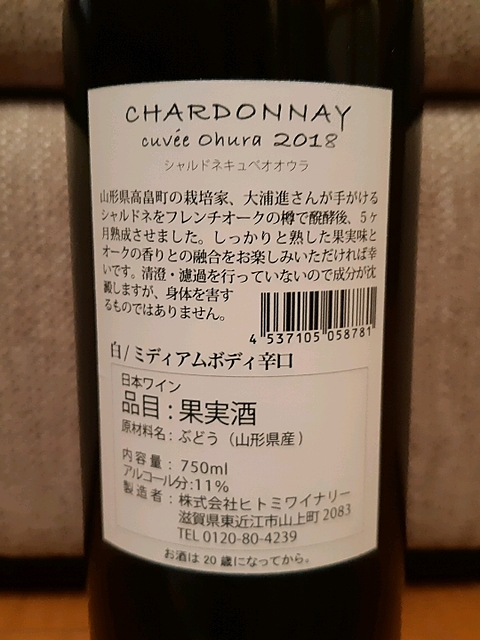 CHARDONNAY
cuvée Ohura 2018
シャルドネキュベオオウラ
山形県高畠町の栽培家、大浦進さんが手がける
シャルドネをフレンチオークの樽で醗酵後、5ヶ
月熟成させました。しっかりと熟した果実味と
オークの香りとの融合をお楽しみいただければ幸
いです。清澄・濾過を行っていないので成分が沈
殿しますが、身体を害す
るものではありません。
4 537105 058781
白/ミディアムボディ辛口
日本ワイン
品目：果実酒
原材料名：ぶどう（山形県産）
内容量：750ml
アルコール分：11%
製造者：株式会社ヒトミワイナリー
滋賀県東近江市山上町2083
TEL 0120-80-4239
お酒は20歳になってから。